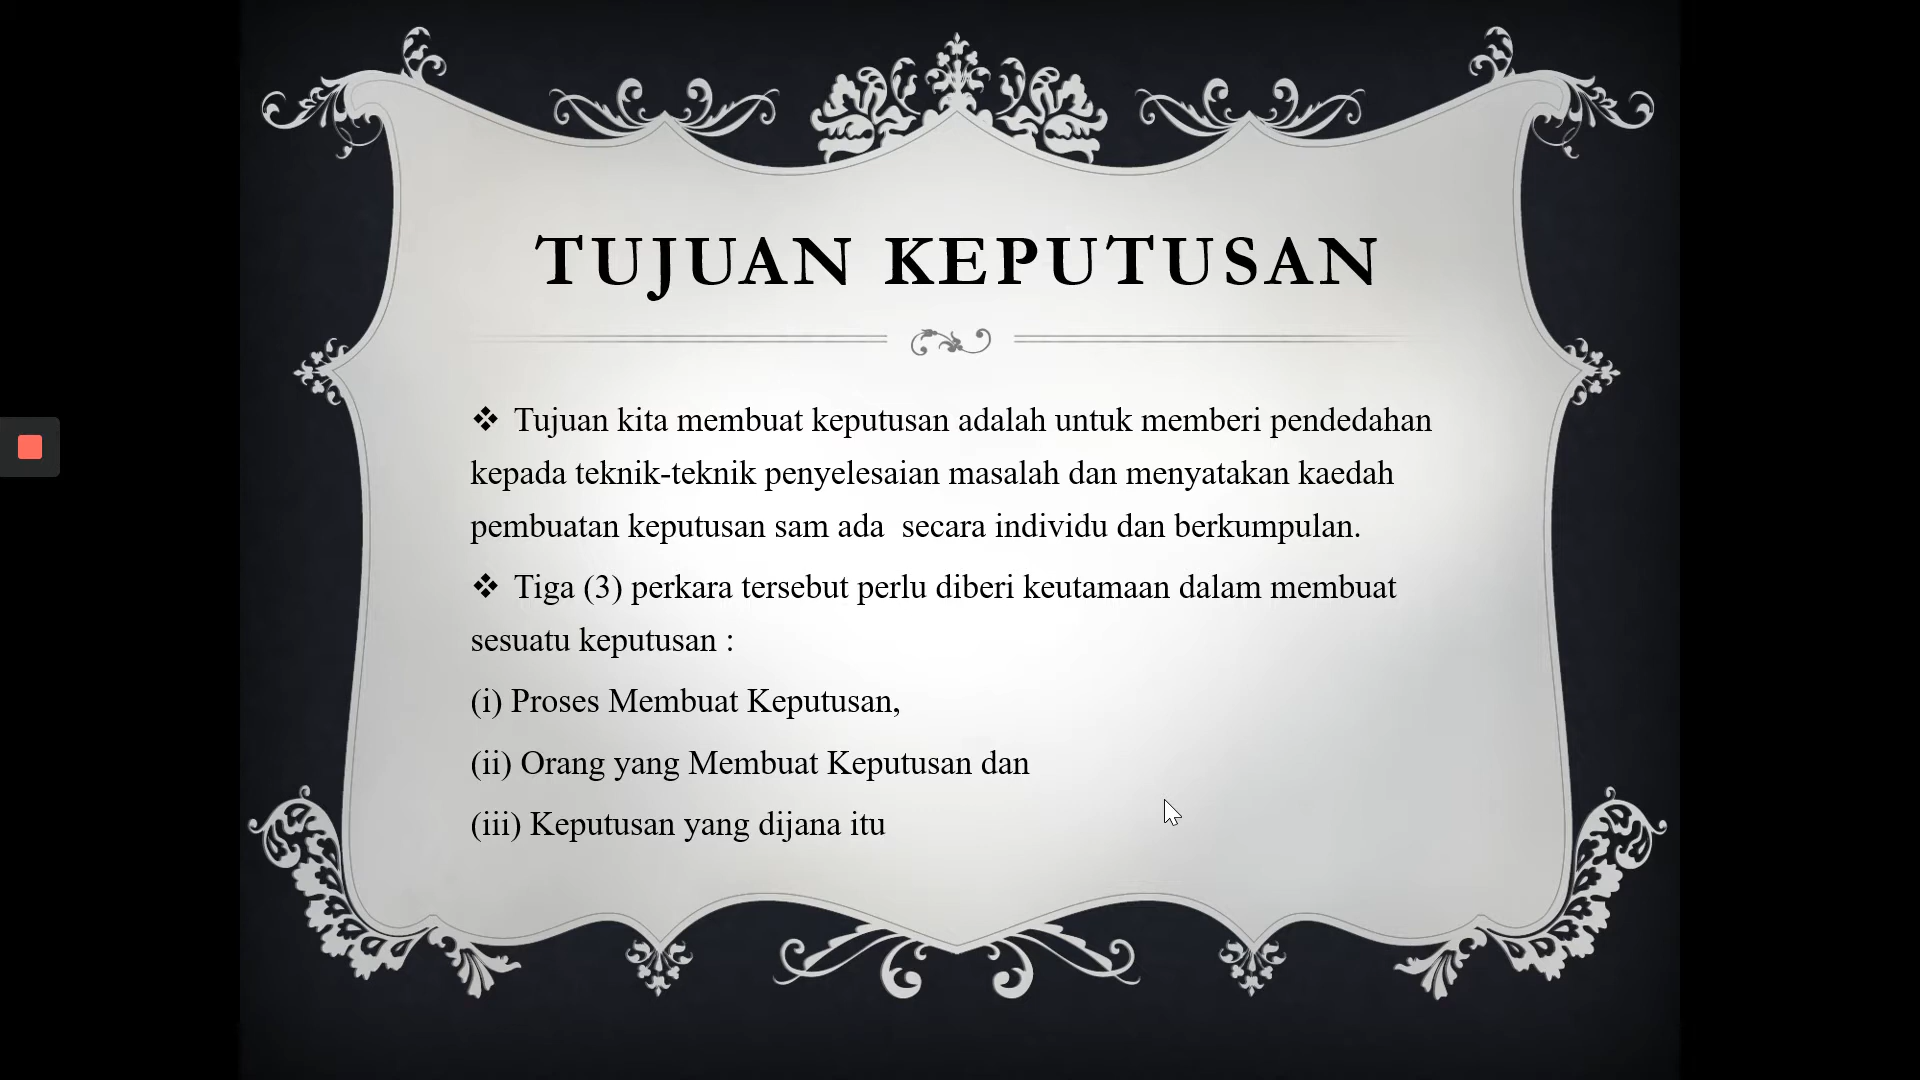 TUJUAN KEPUTUSAN
❖ Tujuan kita membuat keputusan adalah untuk memberi pendedahan
kepada teknik-teknik penyelesaian masalah dan menyatakan kaedah
pembuatan keputusan sam ada  secara individu dan berkumpulan.
❖ Tiga (3) perkara tersebut perlu diberi keutamaan dalam membuat
sesuatu keputusan :
(i) Proses Membuat Keputusan,
(ii) Orang yang Membuat Keputusan dan
(iii) Keputusan yang dijana itu